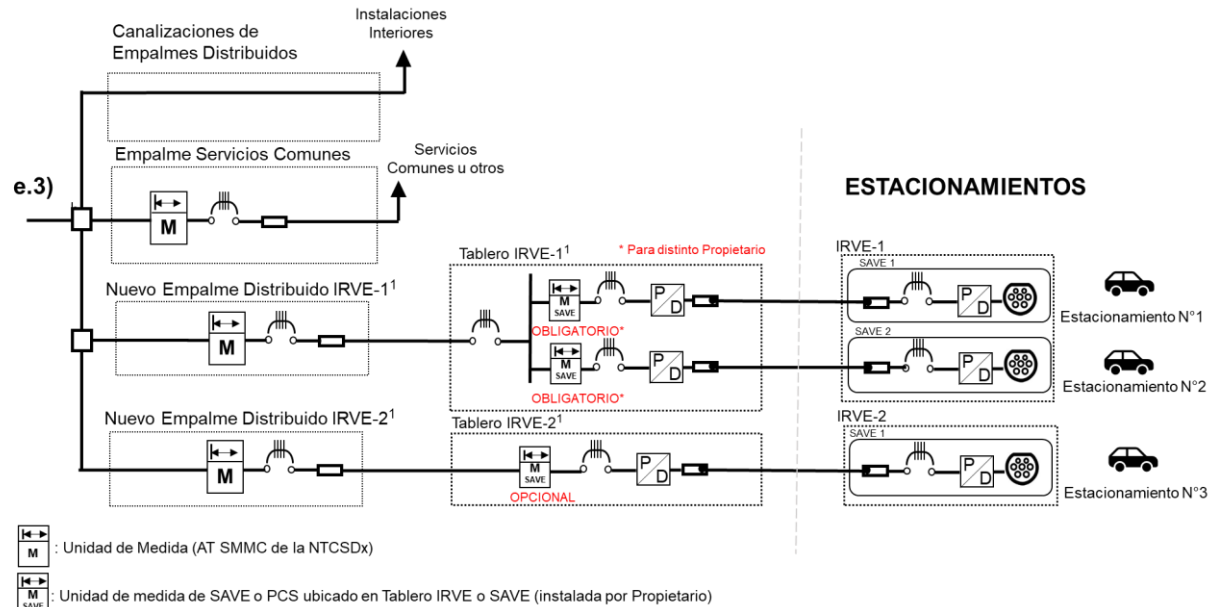 Canalizaciones de
Empalmes Distribuidos
Instalaciones
Interiores
Empalme Servicios Comunes
Servicios
Comunes u otros
e.3)
M
ESTACIONAMIENTOS
Nuevo Empalme Distribuido IRVE-1¹
M
Tablero IRVE-1¹
* Para distinto Propietario
M
SAVE
P
D
OBLIGATORIO*
M
SAVE
P
D
OBLIGATORIO*
IRVE-1
SAVE 1
P
D
Estacionamiento N°1
SAVE 2
P
D
Estacionamiento N°2
Nuevo Empalme Distribuido IRVE-2¹
M
Tablero IRVE-2¹
M
SAVE
P
D
OPCIONAL
IRVE-2
SAVE 1
P
D
Estacionamiento N°3
M
: Unidad de Medida (AT SMMC de la NTCSDx)
M
SAVE
: Unidad de medida de SAVE o PCS ubicado en Tablero IRVE o SAVE (instalada por Propietario)